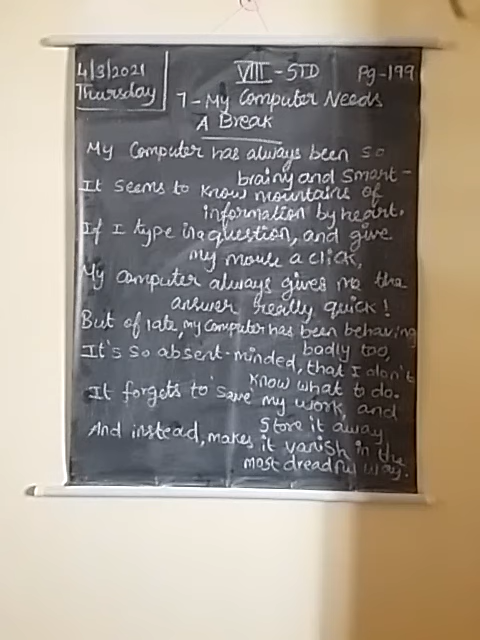 4/3/2021
Thursday
VIII - STD
Pg-199
7 - My Computer Needs
A Break
My Computer has always been so
brainy and smart -
It seems to know mountains of
information by heart.
If I type in a question, and give
my mouse a click,
My computer always gives me the
answer really quick!
But of late, my computer has been behaving
badly too,
It's so absent-minded, that I don't
know what to do.
It forgets to save my work, and
store it away
And instead, makes it vanish in the
most dreadful way.